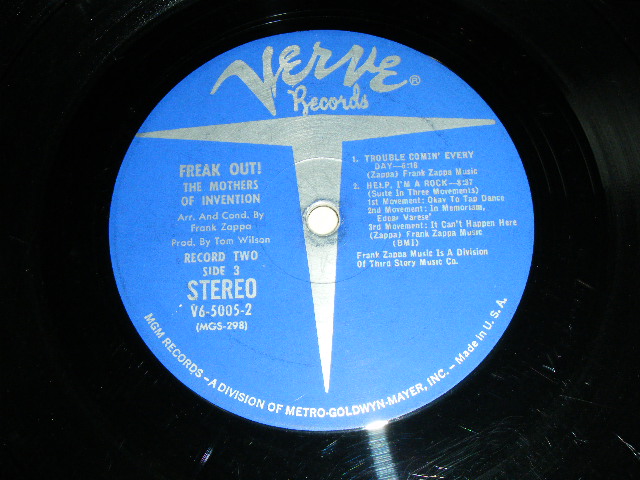 VERVE®
Records
FREAK OUT!
THE MOTHERS
OF INVENTION
Arr. And Cond. By
Frank Zappa
Prod. By Tom Wilson
RECORD TWO
SIDE 3
STEREO
V6-5005-2
(MGS-298)
1. TROUBLE COMIN' EVERY
DAY—6:16
(Zappa) Frank Zappa Music
2. HELP, I'M A ROCK—8:37
(Suite In Three Movements)
1st Movement: Okay To Tap Dance
2nd Movement: In Memoriam,
Edgar Varese'
3rd Movement: It Can't Happen Here
(Zappa) Frank Zappa Music
(BMI)
Frank Zappa Music Is A Division
Of Third Story Music Co.
MGM RECORDS – A DIVISION OF METRO-GOLDWYN-MAYER, INC. – Made in U. S. A.